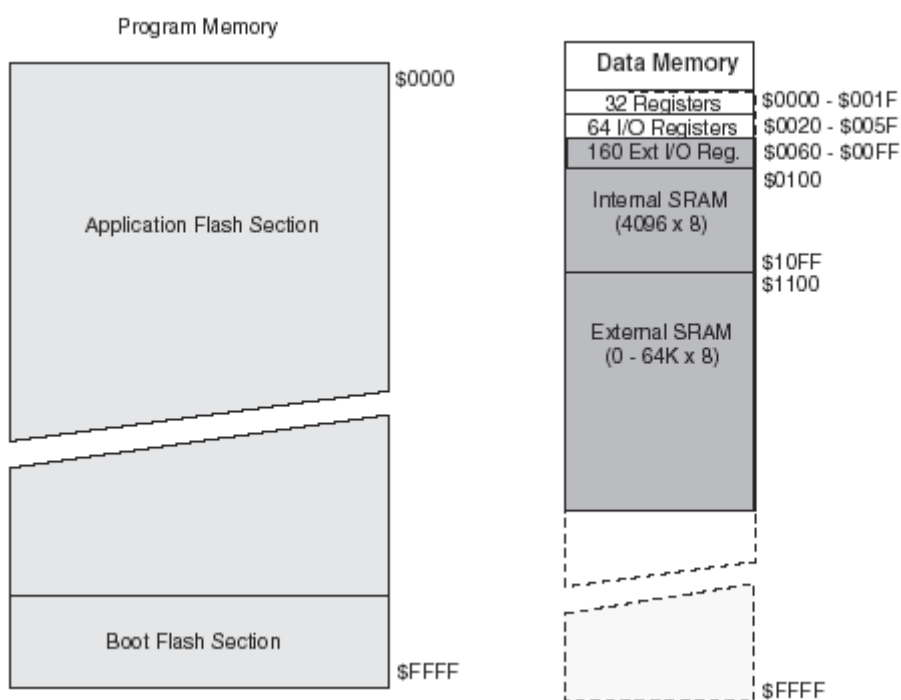 Program Memory
$0000
Application Flash Section
Boot Flash Section
$FFFF
Data Memory
32 Registers
$0000 - $001F
64 I/O Registers
$0020 - $005F
160 Ext I/O Reg.
$0060 - $00FF
$0100
Internal SRAM
(4096 x 8)
$10FF
$1100
External SRAM
(0 - 64K x 8)
$FFFF